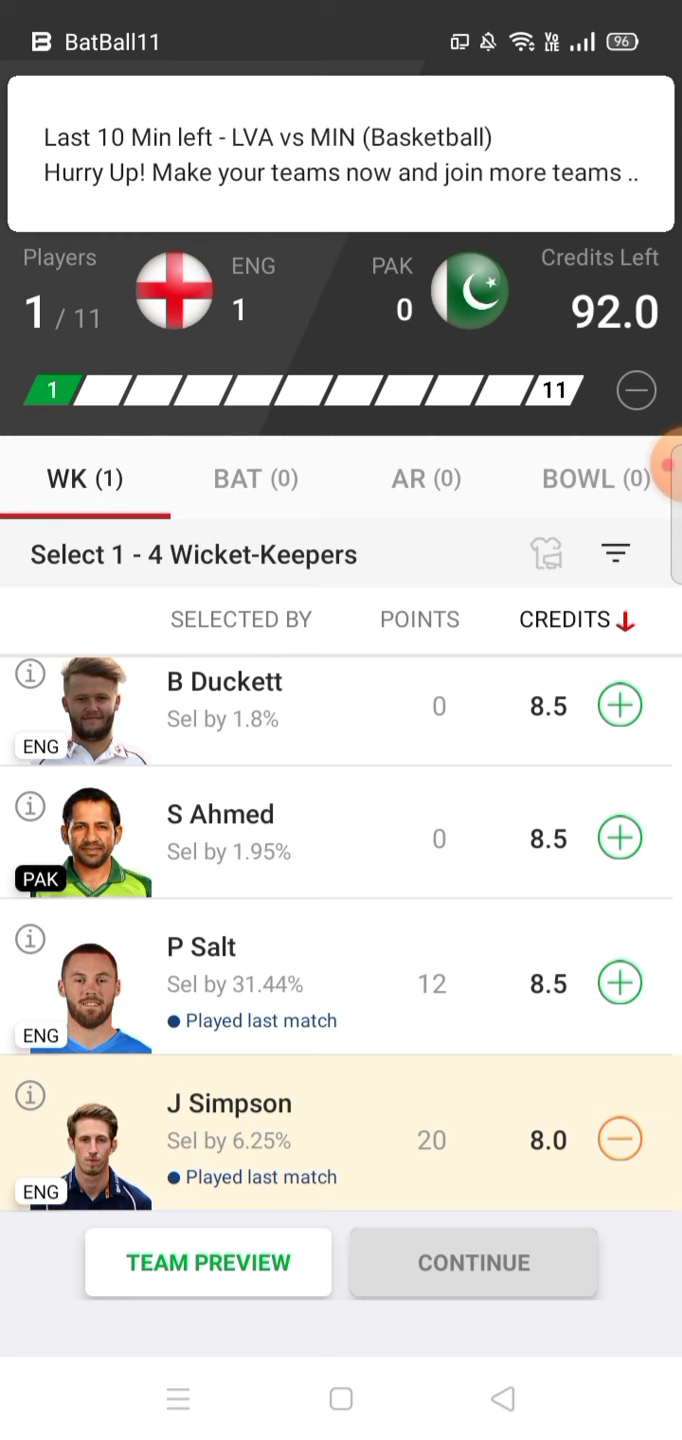 BatBall11
VO LTE
96
Last 10 Min left - LVA vs MIN (Basketball)
Hurry Up! Make your teams now and join more teams ..
Players
ENG
PAK
Credits Left
1 / 11
1
0
92.0
1
11
WK (1)
BAT (0)
AR (0)
BOWL (0)
Select 1 - 4 Wicket-Keepers
SELECTED BY
POINTS
CREDITS
B Duckett
Sel by 1.8%
0
8.5
ENG
S Ahmed
Sel by 1.95%
0
8.5
PAK
P Salt
Sel by 31.44%
12
8.5
Played last match
ENG
J Simpson
Sel by 6.25%
20
8.0
Played last match
ENG
TEAM PREVIEW
CONTINUE